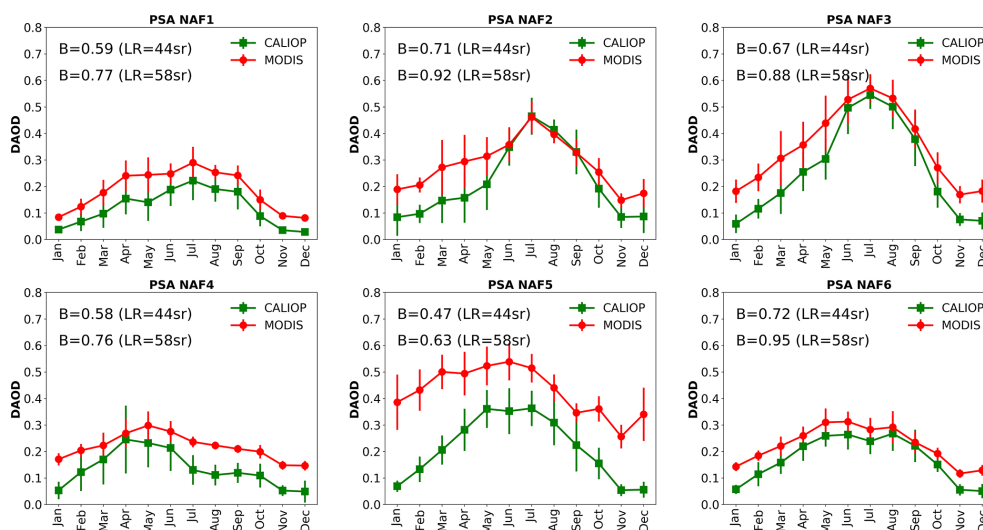 PSA NAF1
B=0.59 (LR=44sr)
B=0.77 (LR=58sr)
CALIOP
MODIS
DAOD
0.8
0.7
0.6
0.5
0.4
0.3
0.2
0.1
0.0
Jan Feb Mar Apr May Jun Jul Aug Sep Oct Nov Dec
PSA NAF2
B=0.71 (LR=44sr)
B=0.92 (LR=58sr)
CALIOP
MODIS
DAOD
0.8
0.7
0.6
0.5
0.4
0.3
0.2
0.1
0.0
Jan Feb Mar Apr May Jun Jul Aug Sep Oct Nov Dec
PSA NAF3
B=0.67 (LR=44sr)
B=0.88 (LR=58sr)
CALIOP
MODIS
DAOD
0.8
0.7
0.6
0.5
0.4
0.3
0.2
0.1
0.0
Jan Feb Mar Apr May Jun Jul Aug Sep Oct Nov Dec
PSA NAF4
B=0.58 (LR=44sr)
B=0.76 (LR=58sr)
CALIOP
MODIS
DAOD
0.8
0.7
0.6
0.5
0.4
0.3
0.2
0.1
0.0
Jan Feb Mar Apr May Jun Jul Aug Sep Oct Nov Dec
PSA NAF5
B=0.47 (LR=44sr)
B=0.63 (LR=58sr)
CALIOP
MODIS
DAOD
0.8
0.7
0.6
0.5
0.4
0.3
0.2
0.1
0.0
Jan Feb Mar Apr May Jun Jul Aug Sep Oct Nov Dec
PSA NAF6
B=0.72 (LR=44sr)
B=0.95 (LR=58sr)
CALIOP
MODIS
DAOD
0.8
0.7
0.6
0.5
0.4
0.3
0.2
0.1
0.0
Jan Feb Mar Apr May Jun Jul Aug Sep Oct Nov Dec